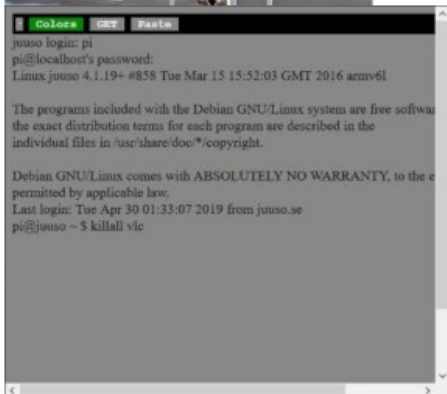 Colors GET Paste
juuso login: pi
pi@localhost's password:
Linux juuso 4.1.19+ #858 Tue Mar 15 15:52:03 GMT 2016 armv6l
The programs included with the Debian GNU/Linux system are free softwar
the exact distribution terms for each program are described in the
individual files in /usr/share/doc/*/copyright.
Debian GNU/Linux comes with ABSOLUTELY NO WARRANTY, to the e
permitted by applicable law.
Last login: Tue Apr 30 01:33:07 2019 from juuso.se
pi@juuso ~ $ killall vlc